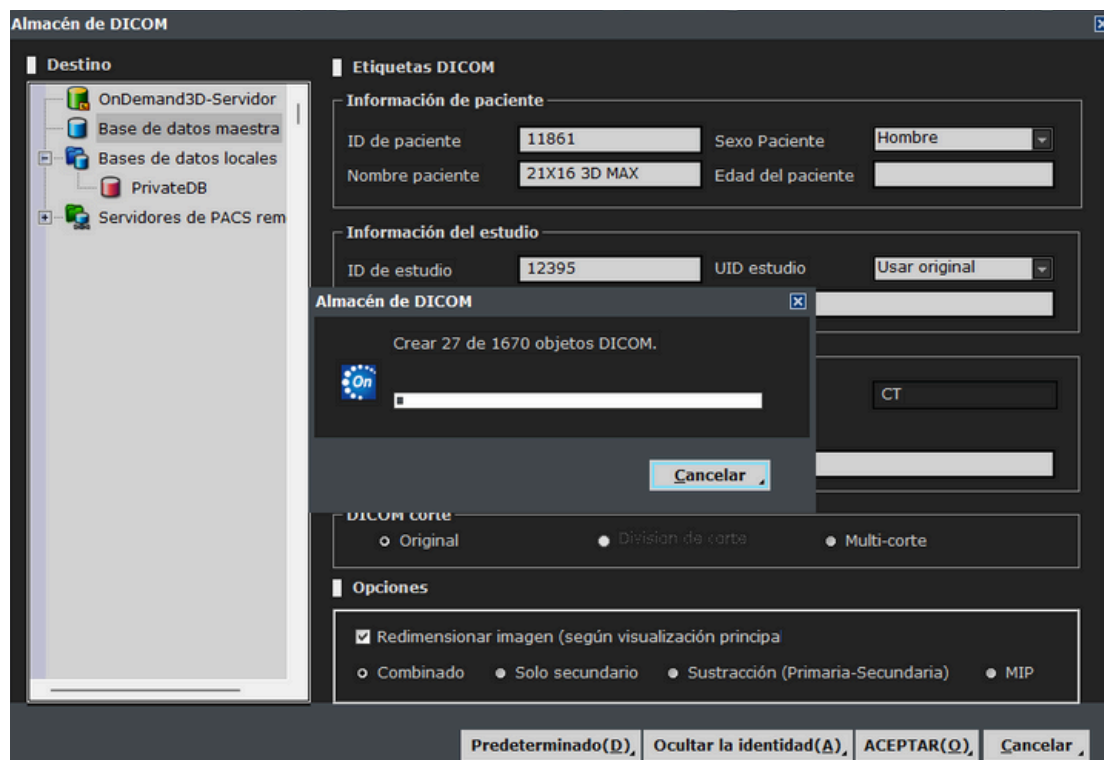 Almacén de DICOM
Destino
OnDemand3D-Servidor
Base de datos maestra
Bases de datos locales
PrivateDB
Servidores de PACS rem
Etiquetas DICOM
Información de paciente
ID de paciente 11861 Sexo Paciente Hombre
Nombre paciente 21X16 3D MAX Edad del paciente
Información del estudio
ID de estudio 12395 UID estudio Usar original
Almacén de DICOM
Crear 27 de 1670 objetos DICOM.
On
Cancelar
CT
DICOM corte
Original División de corte Multi-corte
Opciones
Redimensionar imagen (según visualización principa
Combinado Solo secundario Sustracción (Primaria-Secundaria) MIP
Predeterminado(D) Ocultar la identidad(A) ACEPTAR(O) Cancelar